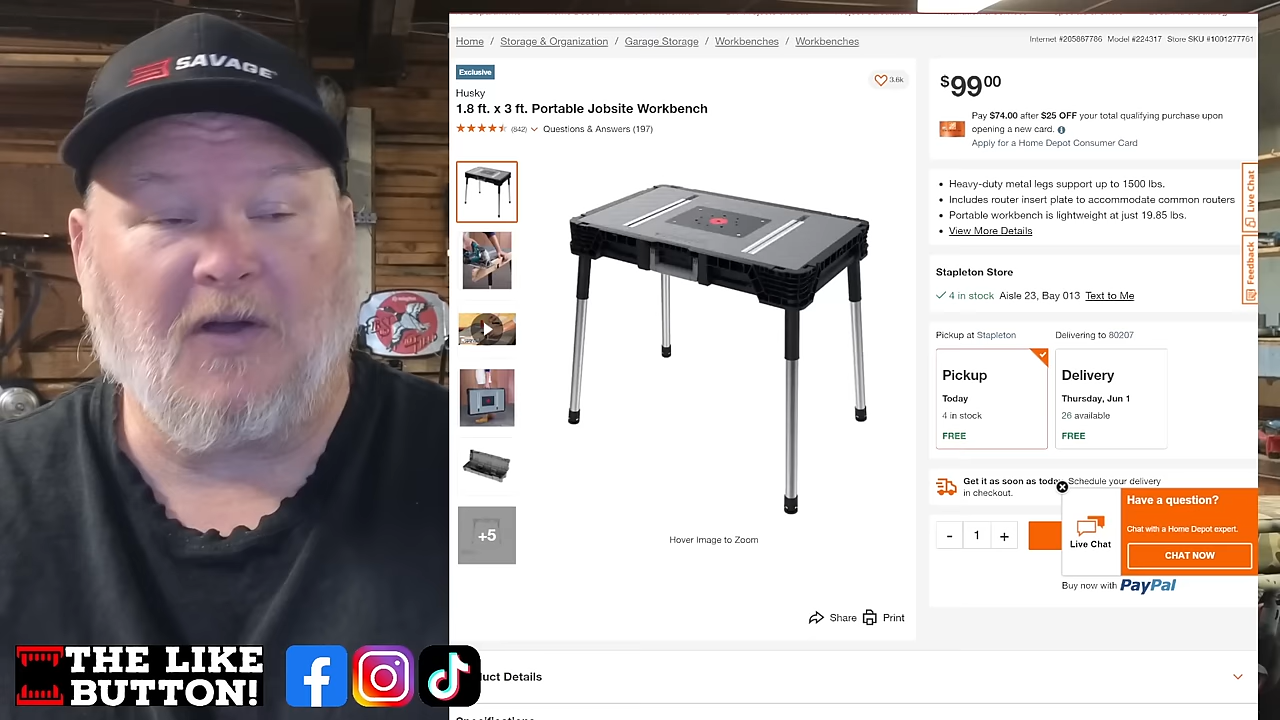 SAVAGE
THE LIKE
BUTTON!
Home / Storage & Organization / Garage Storage / Workbenches / Workbenches
Internet #205887786 Model #224317 Store SKU #1001277761
Exclusive
3.6k
Husky
1.8 ft. x 3 ft. Portable Jobsite Workbench
(842) Questions & Answers (197)
+5
Hover Image to Zoom
Share Print
uct Details
$99 00
Pay $74.00 after $25 OFF your total qualifying purchase upon
opening a new card.
Apply for a Home Depot Consumer Card
• Heavy-duty metal legs support up to 1500 lbs.
• Includes router insert plate to accommodate common routers
• Portable workbench is lightweight at just 19.85 lbs.
• View More Details
Live Chat
Feedback
Stapleton Store
4 in stock Aisle 23, Bay 013 Text to Me
Pickup at Stapleton
Delivering to 80207
Pickup
Today
4 in stock
FREE
Delivery
Thursday, Jun 1
26 available
FREE
Get it as soon as today. Schedule your delivery
in checkout.
- 1 +
Live Chat
Have a question?
Chat with a Home Depot expert.
CHAT NOW
Buy now with PayPal